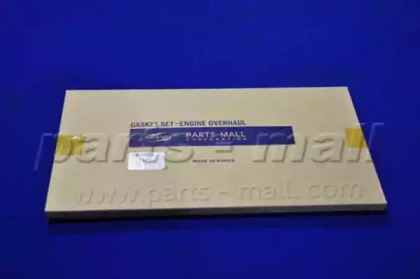 GASKET SET-ENGINE OVERHAUL
PARTS-MALL
CORPORATION
MADE IN KOREA
parts - mall
www.parts-mall.com